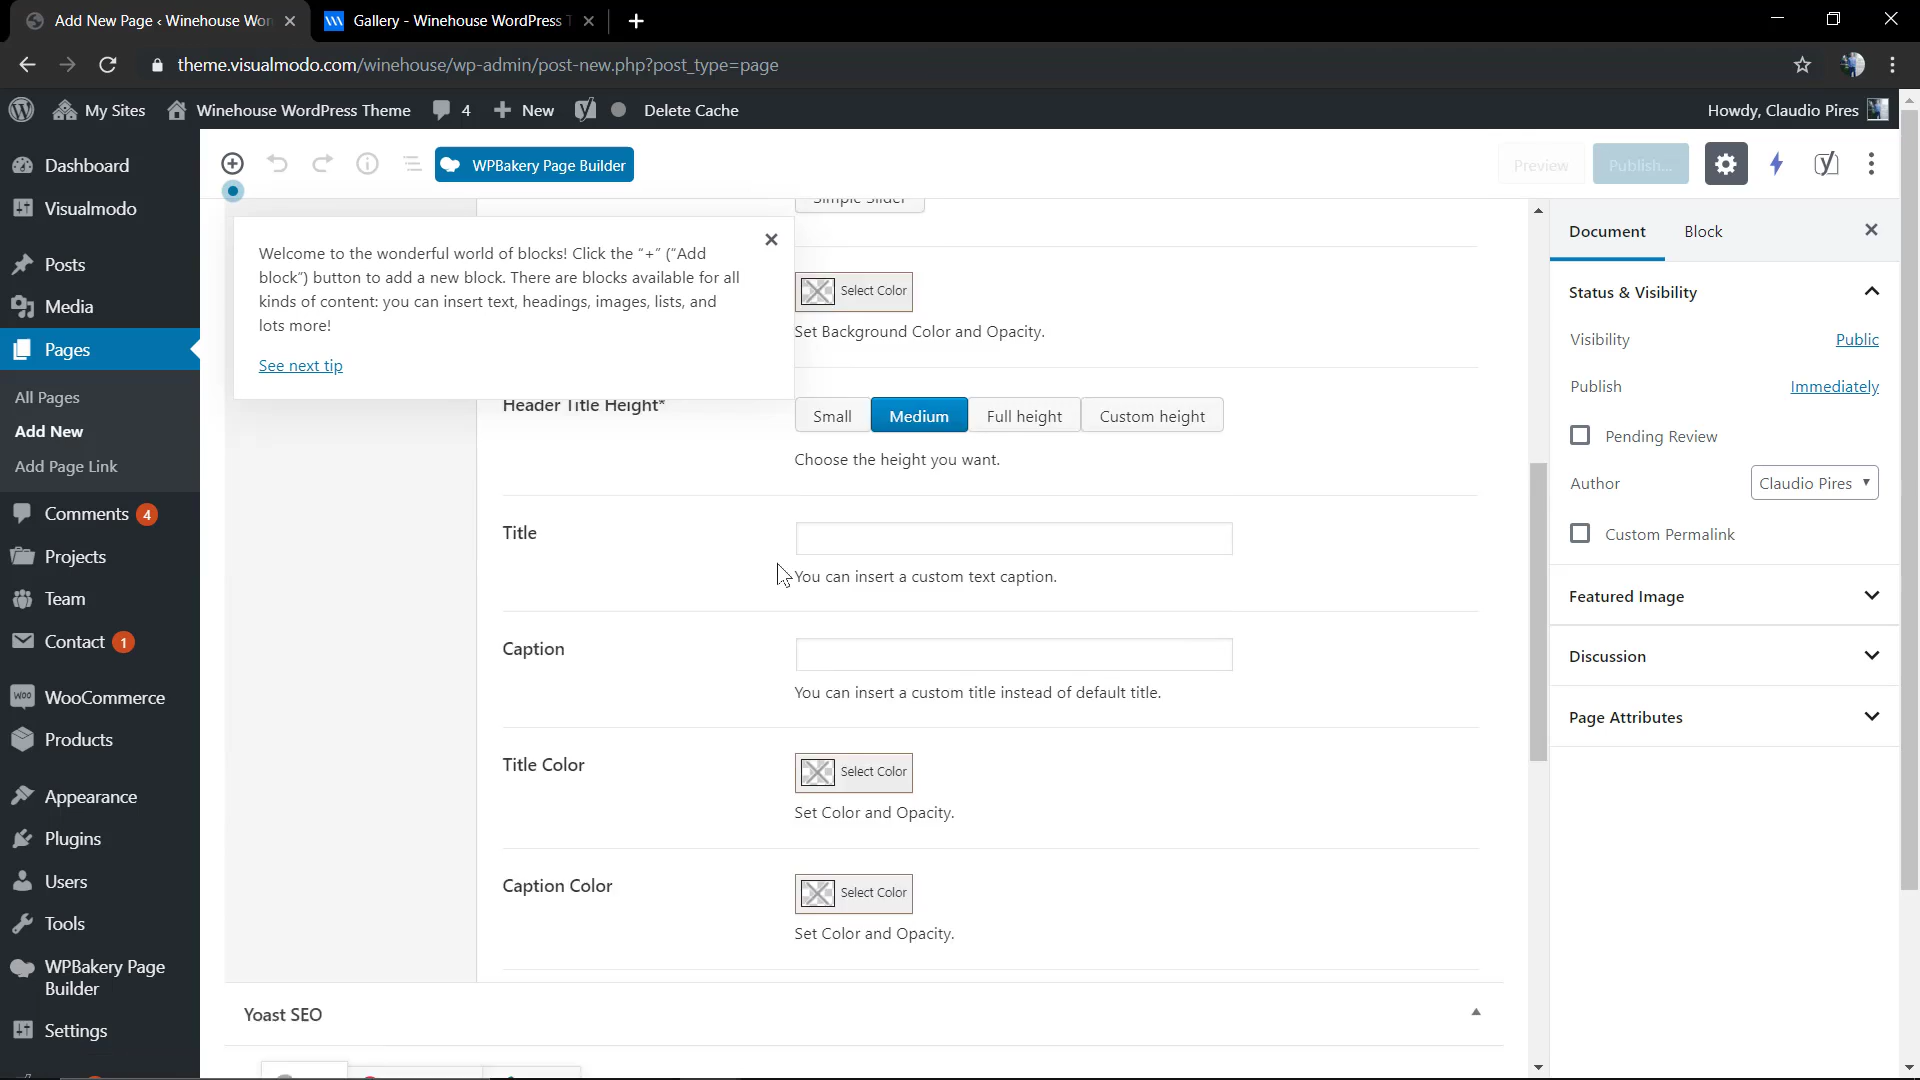 Add New Page ‹ Winehouse Wor
Gallery - Winehouse WordPress T
theme.visualmodo.com/winehouse/wp-admin/post-new.php?post_type=page
My Sites
Winehouse WordPress Theme
4
New
Delete Cache
Howdy, Claudio Pires
Dashboard
Visualmodo
Posts
Media
Pages
All Pages
Add New
Add Page Link
Comments 4
Projects
Team
Contact 1
WOO WooCommerce
Products
Appearance
Plugins
Users
Tools
WPBakery Page
Builder
Settings
WPBakery Page Builder
Preview
Publish...
Simple Slider
Welcome to the wonderful world of blocks! Click the “+” (“Add
block”) button to add a new block. There are blocks available for all
kinds of content: you can insert text, headings, images, lists, and
lots more!
See next tip
Select Color
Set Background Color and Opacity.
Header Title Height*
Small
Medium
Full height
Custom height
Choose the height you want.
Title
You can insert a custom text caption.
Caption
You can insert a custom title instead of default title.
Title Color
Select Color
Set Color and Opacity.
Caption Color
Select Color
Set Color and Opacity.
Yoast SEO
Document
Block
Status & Visibility
Visibility
Public
Publish
Immediately
Pending Review
Author
Claudio Pires
Custom Permalink
Featured Image
Discussion
Page Attributes